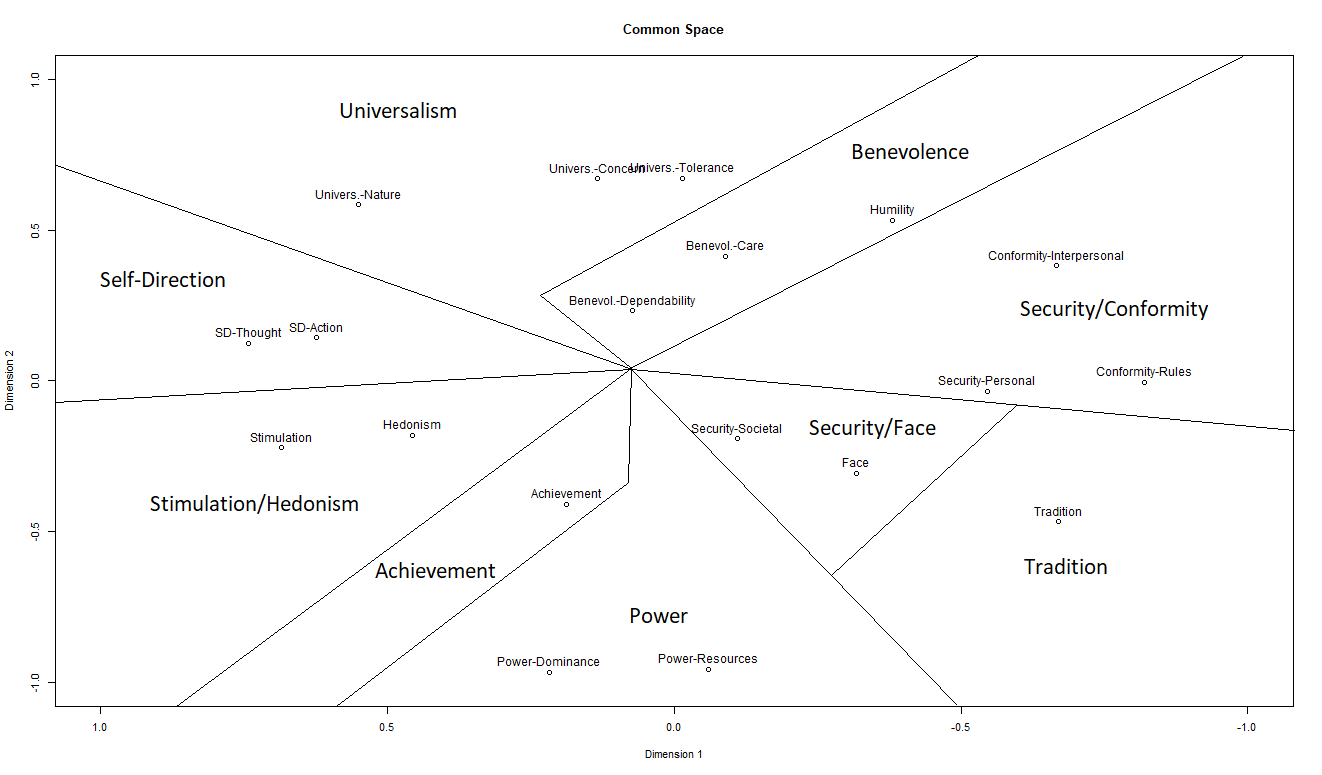 Common Space
1.0
Universalism
Benevolence
Univers.-Concern
Univers.-Tolerance
Univers.-Nature
Humility
0.5
Benevol.-Care
Conformity-Interpersonal
Self-Direction
Benevol.-Dependability
Security/Conformity
SD-Thought
SD-Action
Dimension 2
0.0
Security-Personal
Conformity-Rules
Hedonism
Security-Societal
Security/Face
Stimulation
Face
Stimulation/Hedonism
Achievement
-0.5
Tradition
Achievement
Tradition
Power
Power-Dominance
Power-Resources
-1.0
1.0
0.5
0.0
-0.5
-1.0
Dimension 1